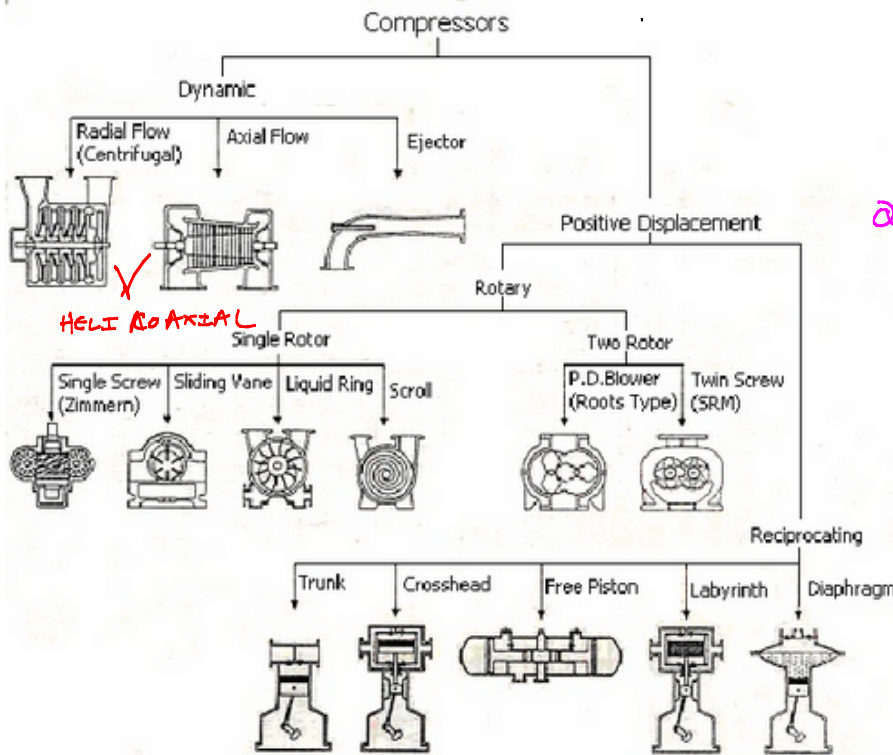 Compressors
Dynamic
Radial Flow
(Centrifugal)
Axial Flow
Ejector
Positive Displacement
Rotary
HELI COAXIAL
Single Rotor
Two Rotor
Single Screw
(Zimmern)
Sliding Vane
Liquid Ring
Scroll
P.D.Blower
(Roots Type)
Twin Screw
(SRM)
Reciprocating
Trunk
Crosshead
Free Piston
Labyrinth
Diaphragm